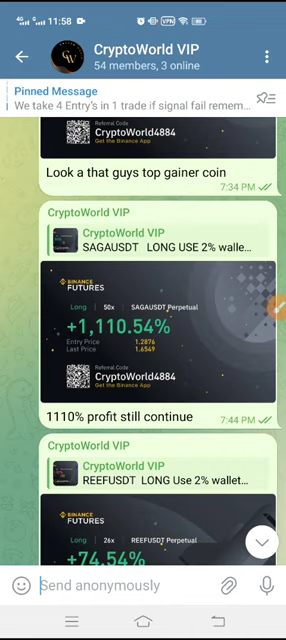 11:58
VPN
CryptoWorld VIP
54 members, 3 online
Pinned Message
We take 4 Entry's in 1 trade if signal fail remem...
Referral Code
CryptoWorld4884
Get the Binance App
Look a that guys top gainer coin
7:34 PM
CryptoWorld VIP
CryptoWorld VIP
SAGAUSDT LONG USE 2% walle...
BINANCE
FUTURES
Long | 50x | SAGAUSDT Perpetual
+1,110.54%
Entry Price 1.2876
Last Price 1.6549
Referral Code
CryptoWorld4884
Get the Binance App
1110% profit still continue
7:44 PM
CryptoWorld VIP
CryptoWorld VIP
REEFUSDT LONG Use 2% wallet...
BINANCE
FUTURES
Long | 26x | REEFUSDT Perpetual
+74.54%
Send anonymously